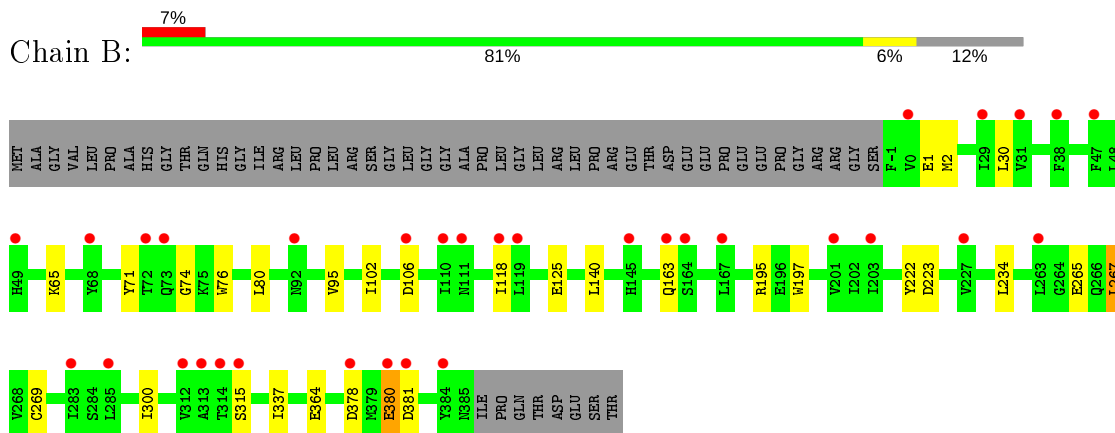 7%
Chain B:
81% 6% 12%
MET ALA GLY VAL LEU PRO ALA HIS GLY THR GLN HIS GLY ILE ARG LEU PRO LEU ARG SER GLY LEU GLY GLY ALA PRO LEU GLY LEU ARG LEU PRO ARG GLU THR ASP GLU GLU PRO GLU GLU PRO GLY ARG ARG GLY SER F-1 V0 E1 M2 I29 L30 V31 F38 F47 L48
H49 K65 Y68 Y71 T72 Q73 G74 K75 W76 L80 N92 V95 I102 D106 I110 N111 I118 L119 E125 L140 H145 Q163 S164 L167 R195 E196 W197 V201 I202 I203 Y222 D223 V227 L234 L263 G264 E265 Q266 L267
V268 C269 I283 S284 L285 I300 V312 A313 T314 S315 I337 E364 D378 M379 E380 D381 Y384 N385 ILE PRO GLN THR ASP GLU SER THR